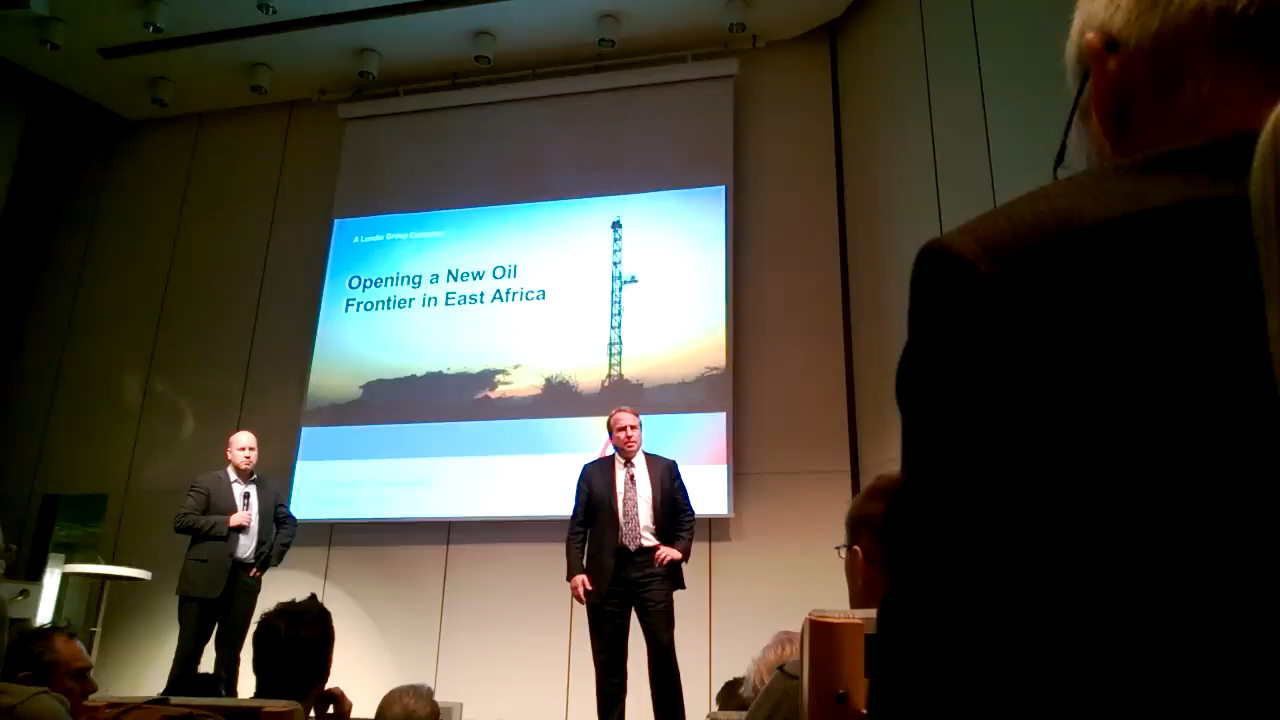 A Lundin Group Company
Opening a New Oil
Frontier in East Africa